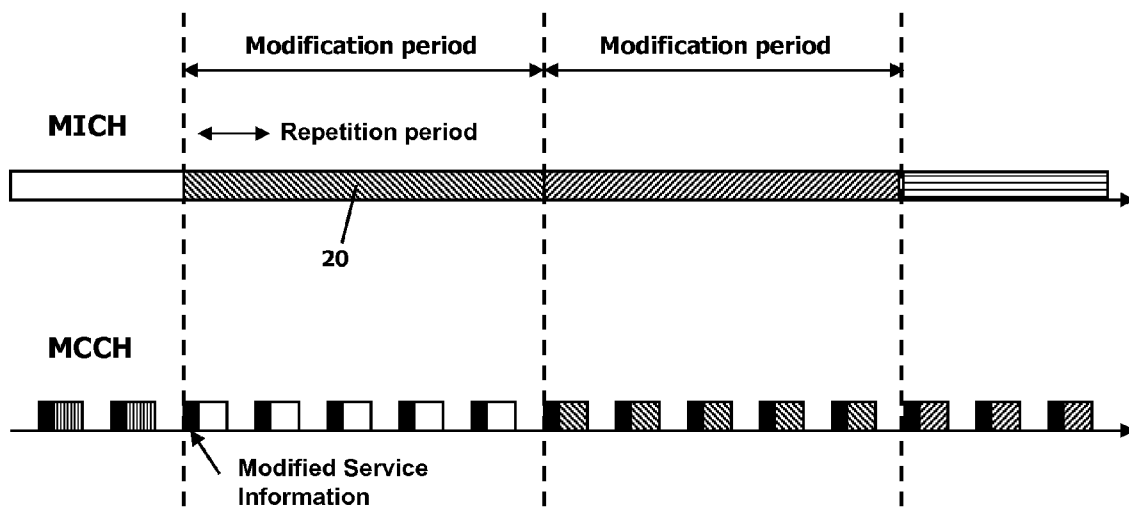 Modification period
Modification period
MICH
Repetition period
20
MCCH
Modified Service
Information